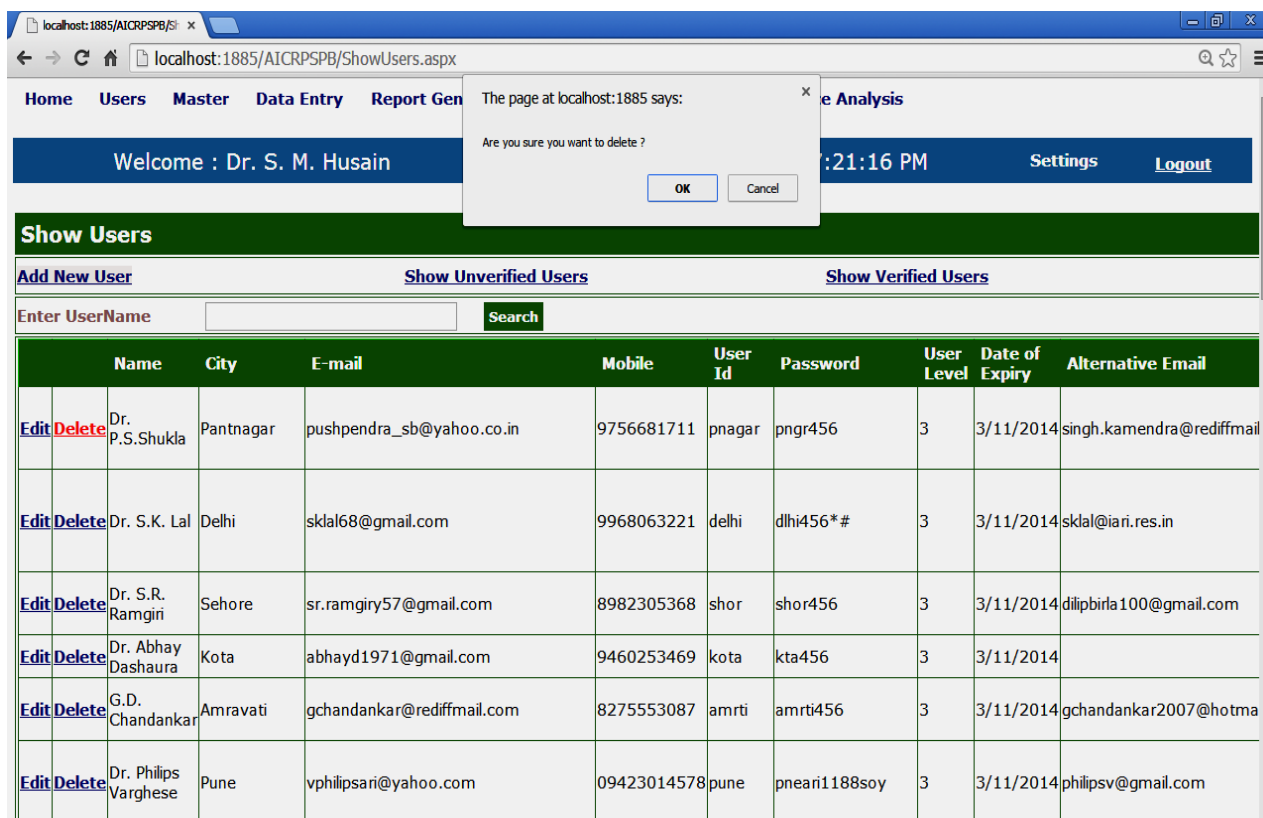 localhost:1885/AICRPSPB/Sh
localhost:1885/AICRPSPB/ShowUsers.aspx
Home Users Master Data Entry Report Gen e Analysis
The page at localhost:1885 says:
Are you sure you want to delete ?
OK Cancel
Welcome : Dr. S. M. Husain :21:16 PM Settings Logout
Show Users
Add New User Show Unverified Users Show Verified Users
Enter UserName Search
Name City E-mail Mobile User Id Password User Level Date of Expiry Alternative Email
Edit Delete Dr. P.S.Shukla Pantnagar pushpendra_sb@yahoo.co.in 9756681711 pnagar pngr456 3 3/11/2014 singh.kamendra@rediffmail
Edit Delete Dr. S.K. Lal Delhi sklal68@gmail.com 9968063221 delhi dlhi456*# 3 3/11/2014 sklal@iari.res.in
Edit Delete Dr. S.R. Ramgiri Sehore sr.ramgiry57@gmail.com 8982305368 shor shor456 3 3/11/2014 dilipbirla100@gmail.com
Edit Delete Dr. Abhay Dashaura Kota abhayd1971@gmail.com 9460253469 kota kta456 3 3/11/2014
Edit Delete G.D. Chandankar Amravati gchandankar@rediffmail.com 8275553087 amrti amrti456 3 3/11/2014 gchandankar2007@hotma
Edit Delete Dr. Philips Varghese Pune vphilipsari@yahoo.com 09423014578 pune pneari1188soy 3 3/11/2014 philipsv@gmail.com